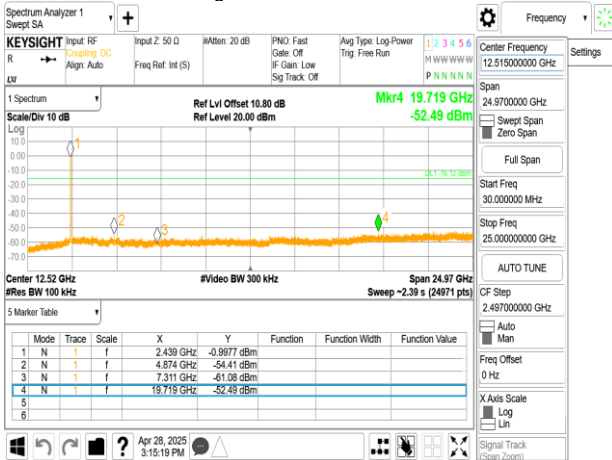 Spectrum Analyzer 1
Swept SA
Frequency
KEYSIGHT
Input: RF
Coupling: DC
Align: Auto
Input Z: 50 Ω
Freq Ref: Int (S)
#Atten: 20 dB
PNO: Fast
Gate: Off
IF Gain: Low
Sig Track: Off
Avg Type: Log-Power
Trig: Free Run
1 2 3 4 5 6
M W W W W W
P N N N N N
R
LXI
Center Frequency
12.515000000 GHz
Settings
Span
24.9700000 GHz
Swept Span
Zero Span
Full Span
Start Freq
30.000000 MHz
Stop Freq
25.000000000 GHz
AUTO TUNE
CF Step
2.497000000 GHz
Auto
Man
Freq Offset
0 Hz
X Axis Scale
Log
Lin
Signal Track
(Span Zoom)
1 Spectrum
Scale/Div 10 dB
Log
Ref Lvl Offset 10.80 dB
Ref Level 20.00 dBm
Mkr4 19.719 GHz
-52.49 dBm
10.0
0.00
-10.0
-20.0
-30.0
-40.0
-50.0
-60.0
-70.0
1
2
3
4
DL1 -16.12 dBm
Center 12.52 GHz
#Res BW 100 kHz
#Video BW 300 kHz
Span 24.97 GHz
Sweep ~2.39 s (24971 pts)
5 Marker Table
Mode Trace Scale X Y Function Function Width Function Value
1 N 1 f 2.439 GHz -0.9977 dBm
2 N 1 f 4.874 GHz -54.41 dBm
3 N 1 f 7.311 GHz -61.08 dBm
4 N 1 f 19.719 GHz -52.49 dBm
5
6
?
Apr 28, 2025
3:15:19 PM